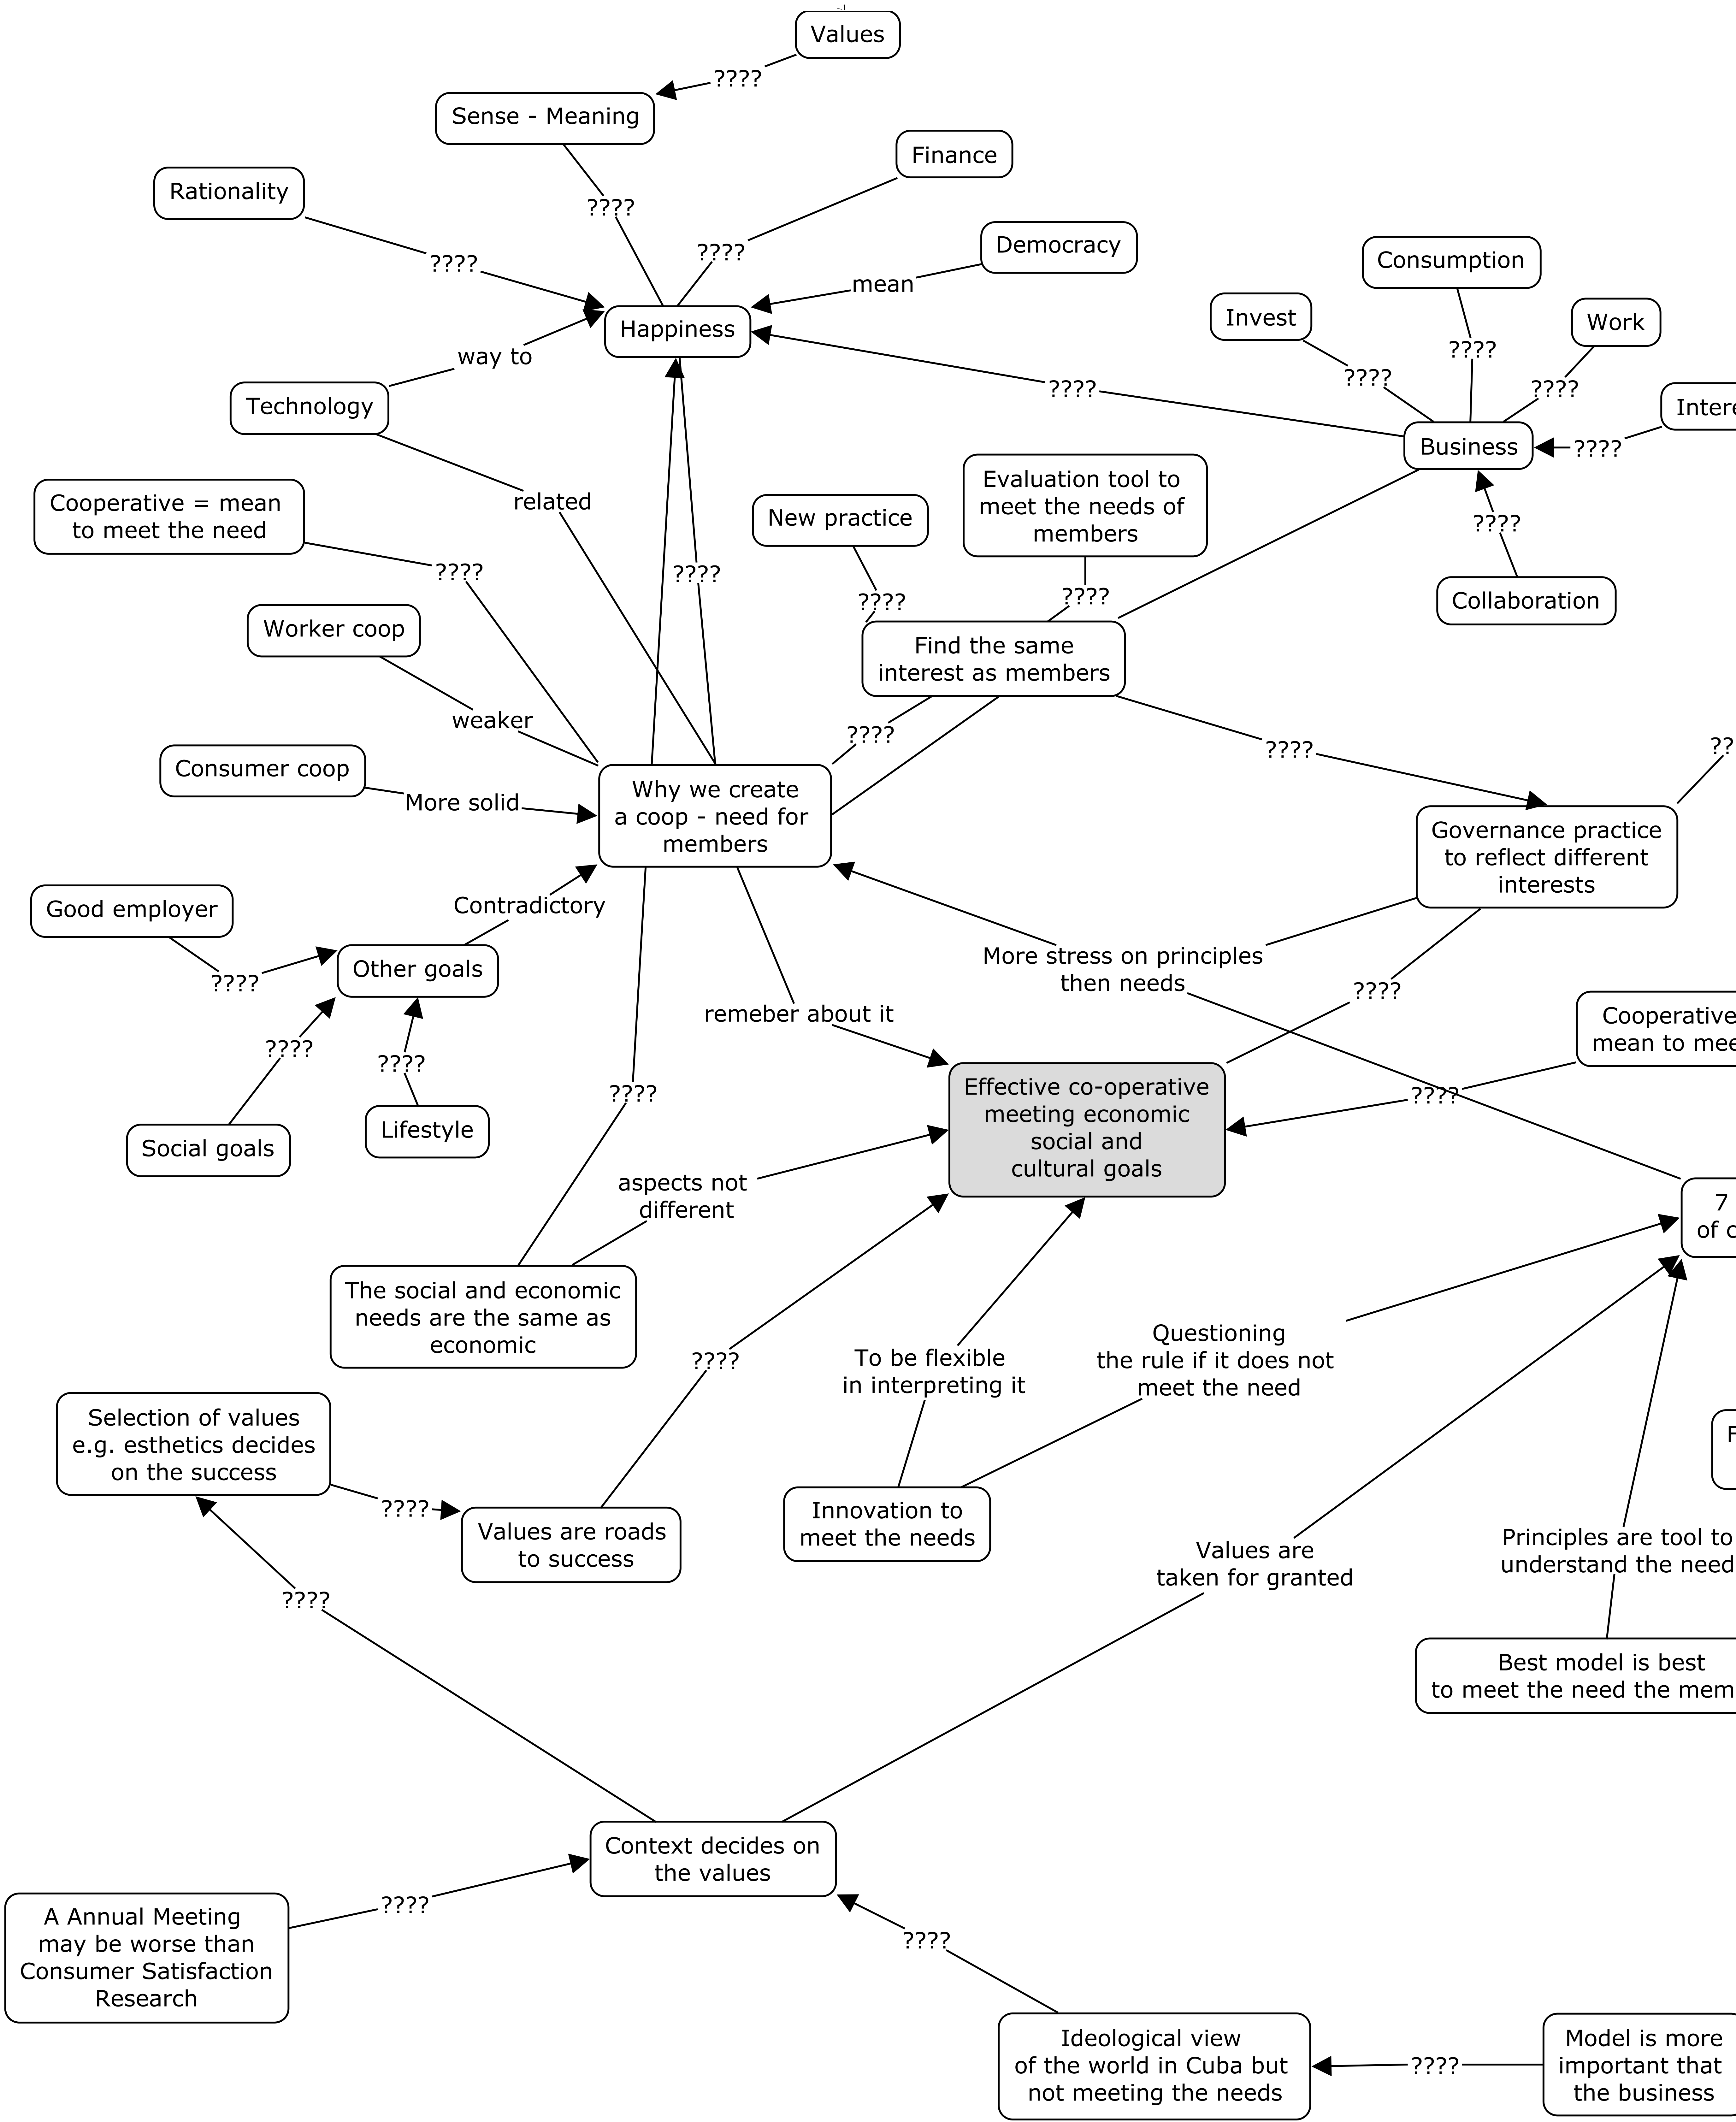 Values
????
Sense - Meaning
Finance
Rationality
????
????
Democracy
????
mean
Consumption
Invest
Work
Happiness
way to
????
????
????
????
Technology
Intere
Business
????
related
Evaluation tool to
meet the needs of
members
New practice
Cooperative = mean
to meet the need
????
????
????
????
????
Collaboration
Worker coop
Find the same
interest as members
weaker
????
????
??
Consumer coop
More solid
Why we create
a coop - need for
members
Governance practice
to reflect different
interests
Good employer
Contradictory
Other goals
????
More stress on principles
then needs
????
remeber about it
Cooperative
mean to mee
????
????
????
Social goals
Lifestyle
Effective co-operative
meeting economic
social and
cultural goals
????
aspects not
different
7
of c
The social and economic
needs are the same as
economic
????
To be flexible
in interpreting it
Questioning
the rule if it does not
meet the need
Selection of values
e.g. esthetics decides
on the success
F
????
Values are roads
to success
Innovation to
meet the needs
Values are
taken for granted
Principles are tool to
understand the need
????
Best model is best
to meet the need the mem
Context decides on
the values
????
A Annual Meeting
may be worse than
Consumer Satisfaction
Research
????
Ideological view
of the world in Cuba but
not meeting the needs
????
Model is more
important that
the business